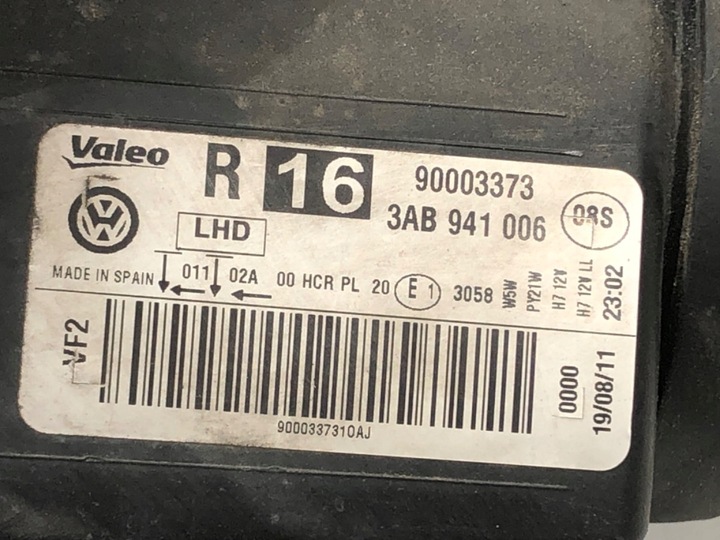 Valeo R 16 90003373
3AB 941 006 08S
LHD
MADE IN SPAIN 011 02A 00 HCR PL 20 E 1 3058
W5W
PY21W
H7 12V
H7 12V LL
23:02
VF2
9000337310AJ
0000
19/08/11